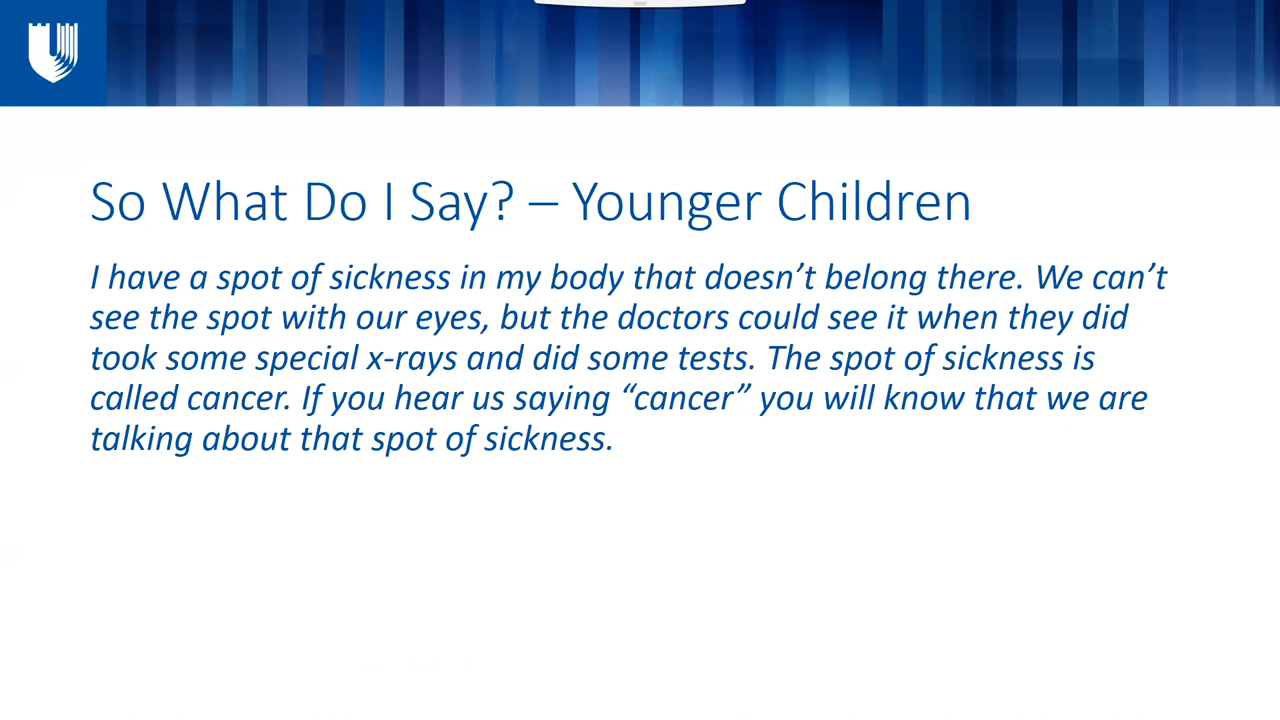 So What Do I Say? – Younger Children
I have a spot of sickness in my body that doesn’t belong there. We can’t
see the spot with our eyes, but the doctors could see it when they did
took some special x-rays and did some tests. The spot of sickness is
called cancer. If you hear us saying “cancer” you will know that we are
talking about that spot of sickness.